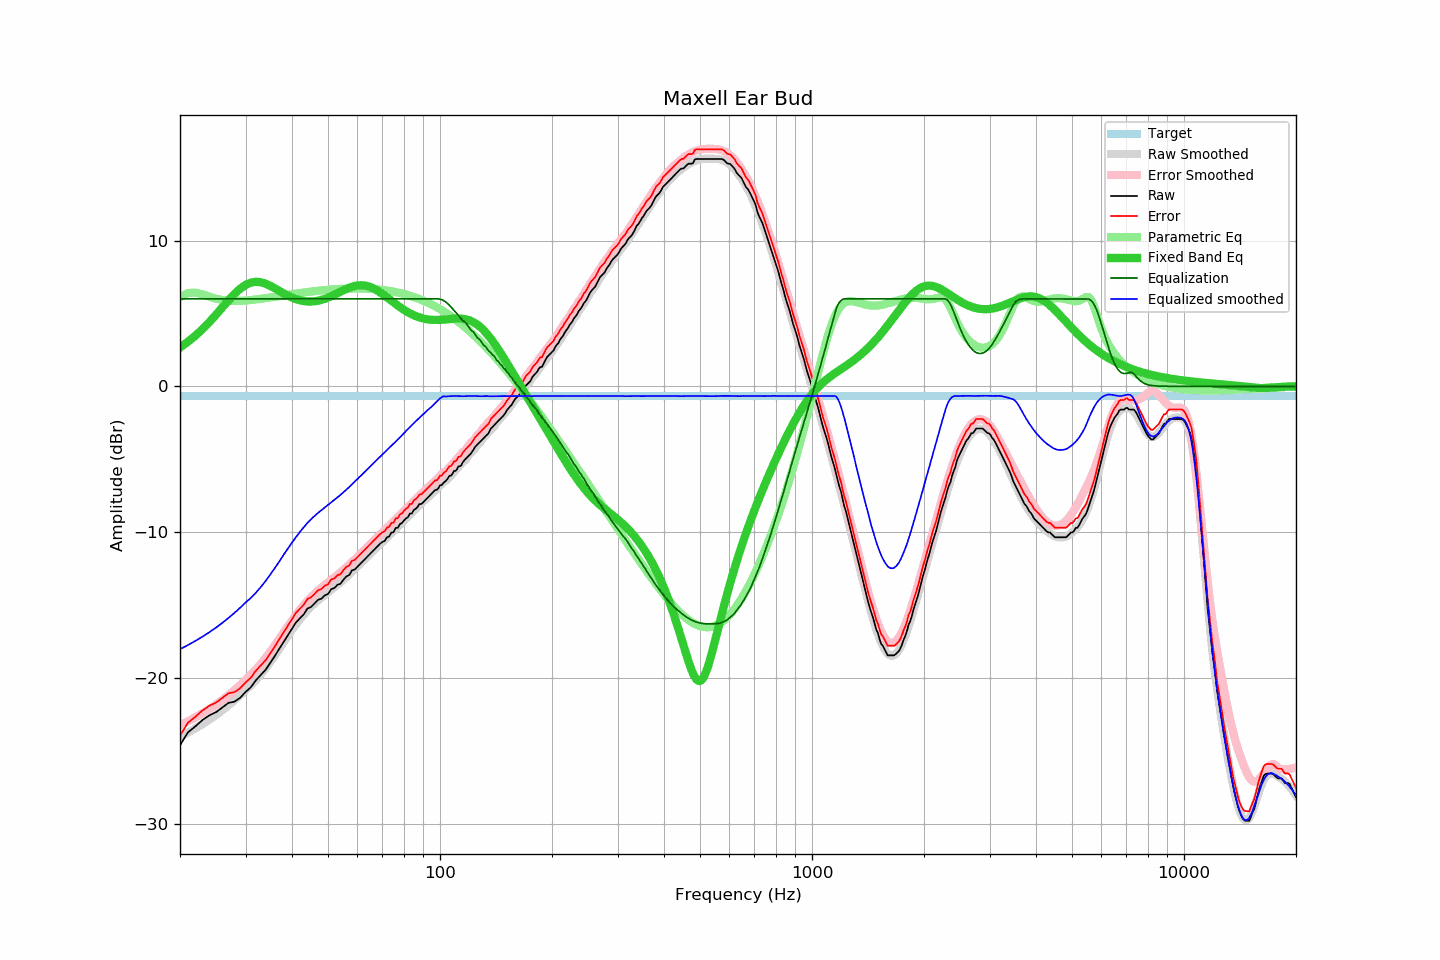 Maxell Ear Bud
Target
Raw Smoothed
Error Smoothed
Raw
Error
Parametric Eq
Fixed Band Eq
Equalization
Equalized smoothed
10
0
−10
−20
−30
Amplitude (dBr)
100
1000
10000
Frequency (Hz)